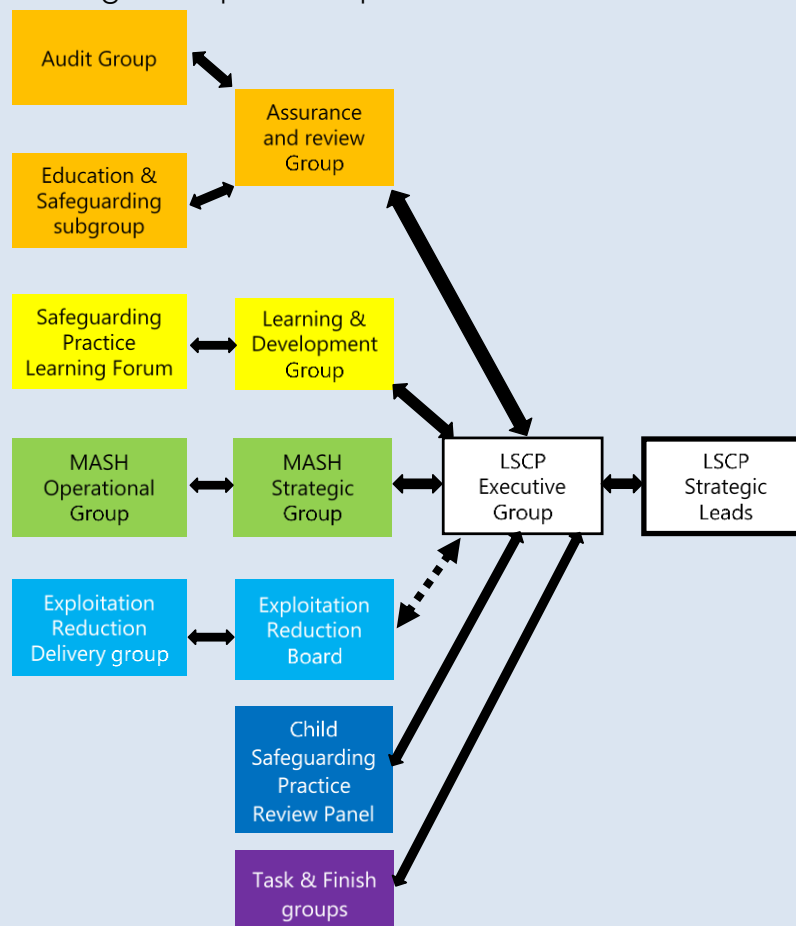 Audit Group
Assurance
and review
Group
Education &
Safeguarding
subgroup
Safeguarding
Practice
Learning Forum
Learning &
Development
Group
MASH
Operational
Group
MASH
Strategic
Group
LSCP
Executive
Group
LSCP
Strategic
Leads
Exploitation
Reduction
Delivery group
Exploitation
Reduction
Board
Child
Safeguarding
Practice
Review Panel
Task & Finish
groups